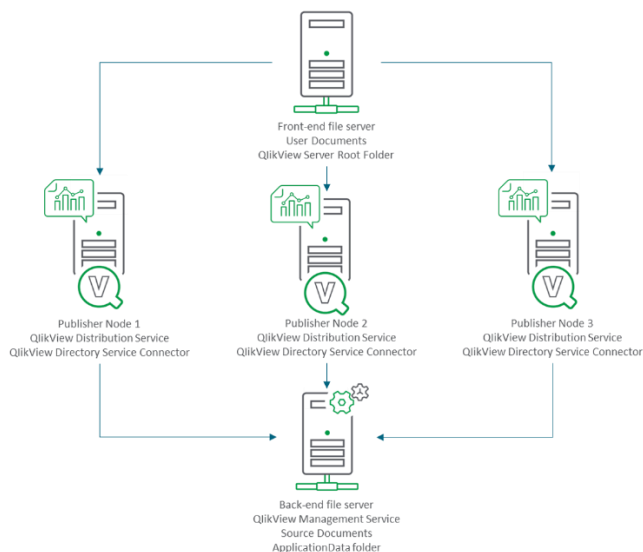 Front-end file server
User Documents
QlikView Server Root Folder
V
V
V
Publisher Node 1
QlikView Distribution Service
QlikView Directory Service Connector
Publisher Node 2
QlikView Distribution Service
QlikView Directory Service Connector
Publisher Node 3
QlikView Distribution Service
QlikView Directory Service Connector
Back-end file server
QlikView Management Service
Source Documents
ApplicationData folder